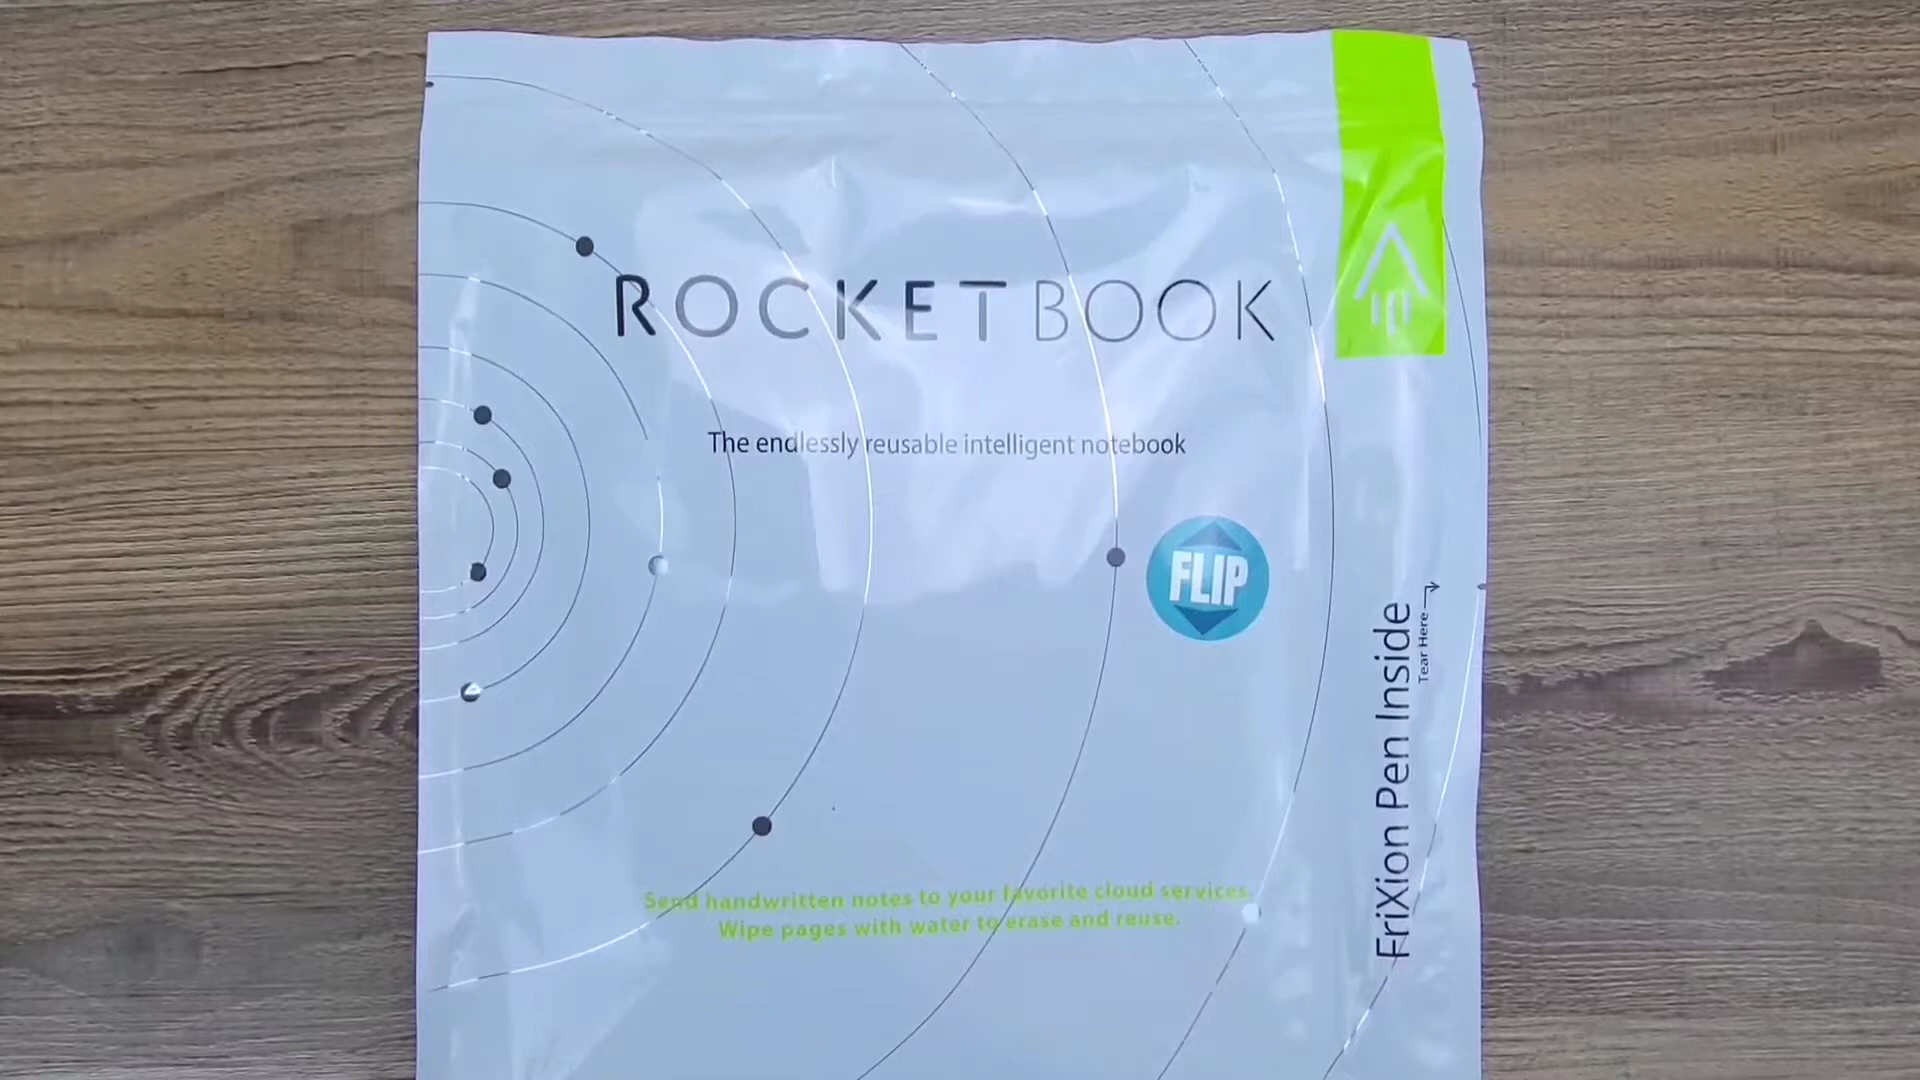 ROCKETBOOK
The endlessly reusable intelligent notebook
FLIP
Send handwritten notes to your favorite cloud services.
Wipe pages with water to erase and reuse.
FriXion Pen Inside
Tear Here